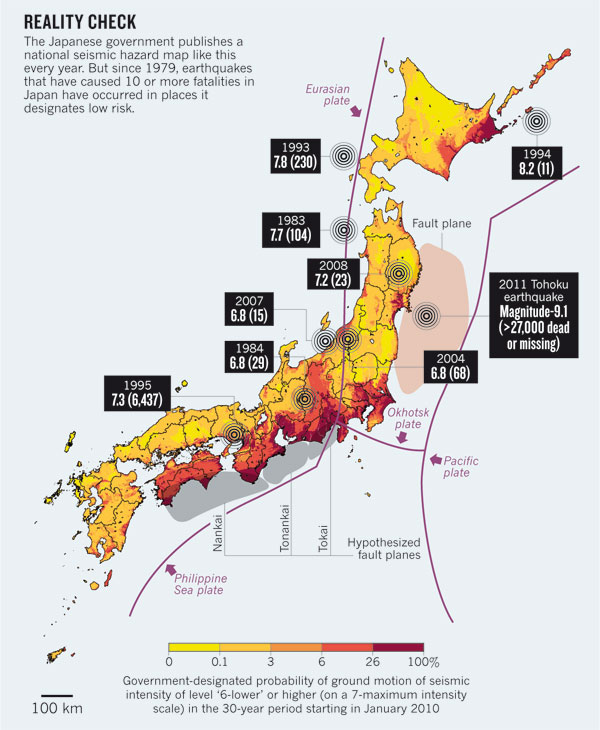 REALITY CHECK
The Japanese government publishes a
national seismic hazard map like this
every year. But since 1979, earthquakes
that have caused 10 or more fatalities in
Japan have occurred in places it
designates low risk.
Eurasian
plate
1993
7.8 (230)
1994
8.2 (11)
1983
7.7 (104)
Fault plane
2008
7.2 (23)
2011 Tohoku
earthquake
Magnitude-9.1
(>27,000 dead
or missing)
2007
6.8 (15)
1984
6.8 (29)
2004
6.8 (68)
1995
7.3 (6,437)
Okhotsk
plate
Pacific
plate
Nankai
Tonankai
Tokai
Hypothesized
fault planes
Philippine
Sea plate
0 0.1 3 6 26 100%
Government-designated probability of ground motion of seismic
intensity of level ‘6-lower’ or higher (on a 7-maximum intensity
scale) in the 30-year period starting in January 2010
100 km